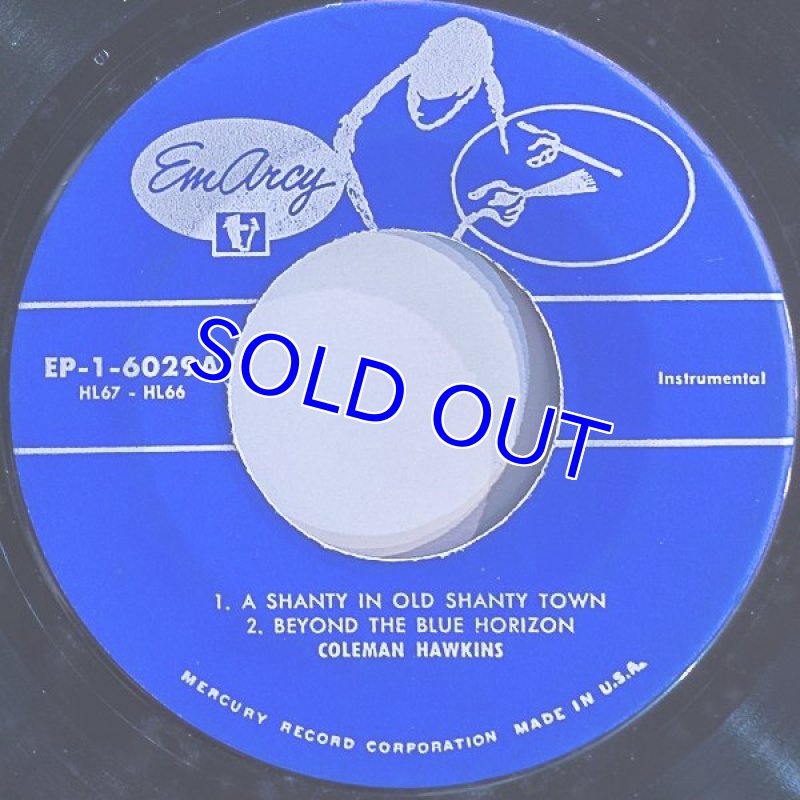 EmArcy
EP-1-6029A
HL67 - HL66
Instrumental
SOLD OUT
1. A SHANTY IN OLD SHANTY TOWN
2. BEYOND THE BLUE HORIZON
COLEMAN HAWKINS
MERCURY RECORD CORPORATION MADE IN U.S.A.